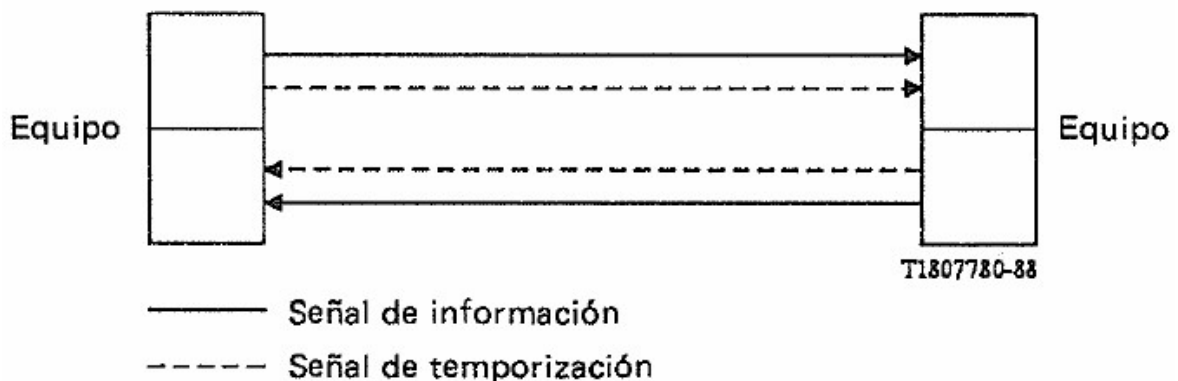 Equipo
Equipo
T1807780-88
Señal de información
Señal de temporización